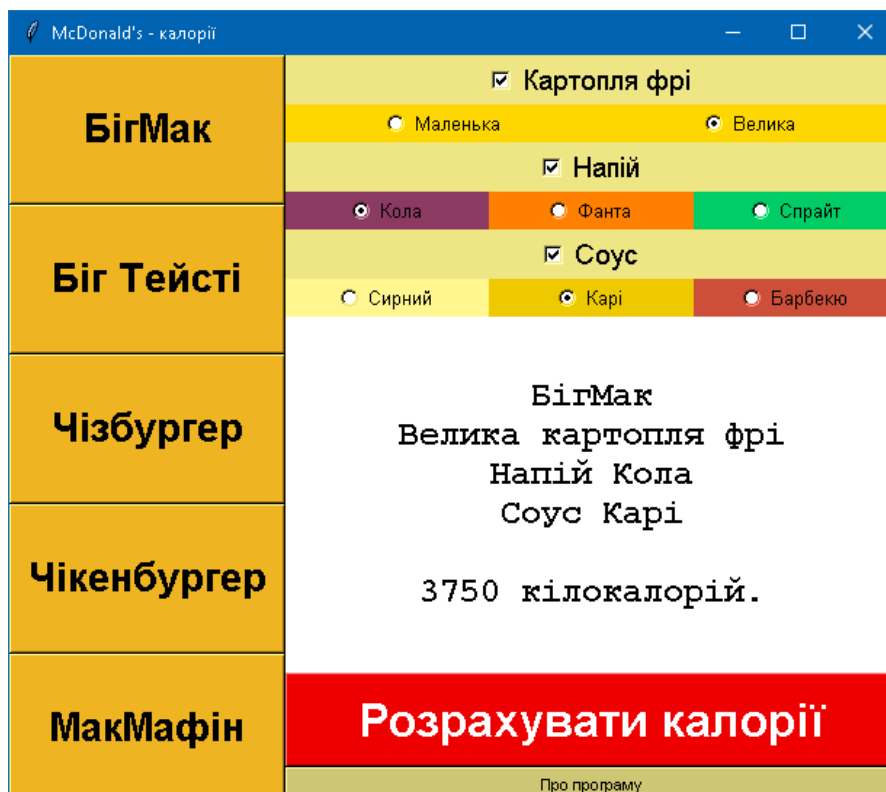 McDonald's - калорії
БігМак
Біг Тейсті
Чізбургер
Чікенбургер
МакМафін
Картопля фрі
Маленька Велика
Напій
Кола Фанта Спрайт
Соус
Сирний Карі Барбекю
БігМак
Велика картопля фрі
Напій Кола
Соус Карі
3750 кілокалорій.
Розрахувати калорії
Про програму